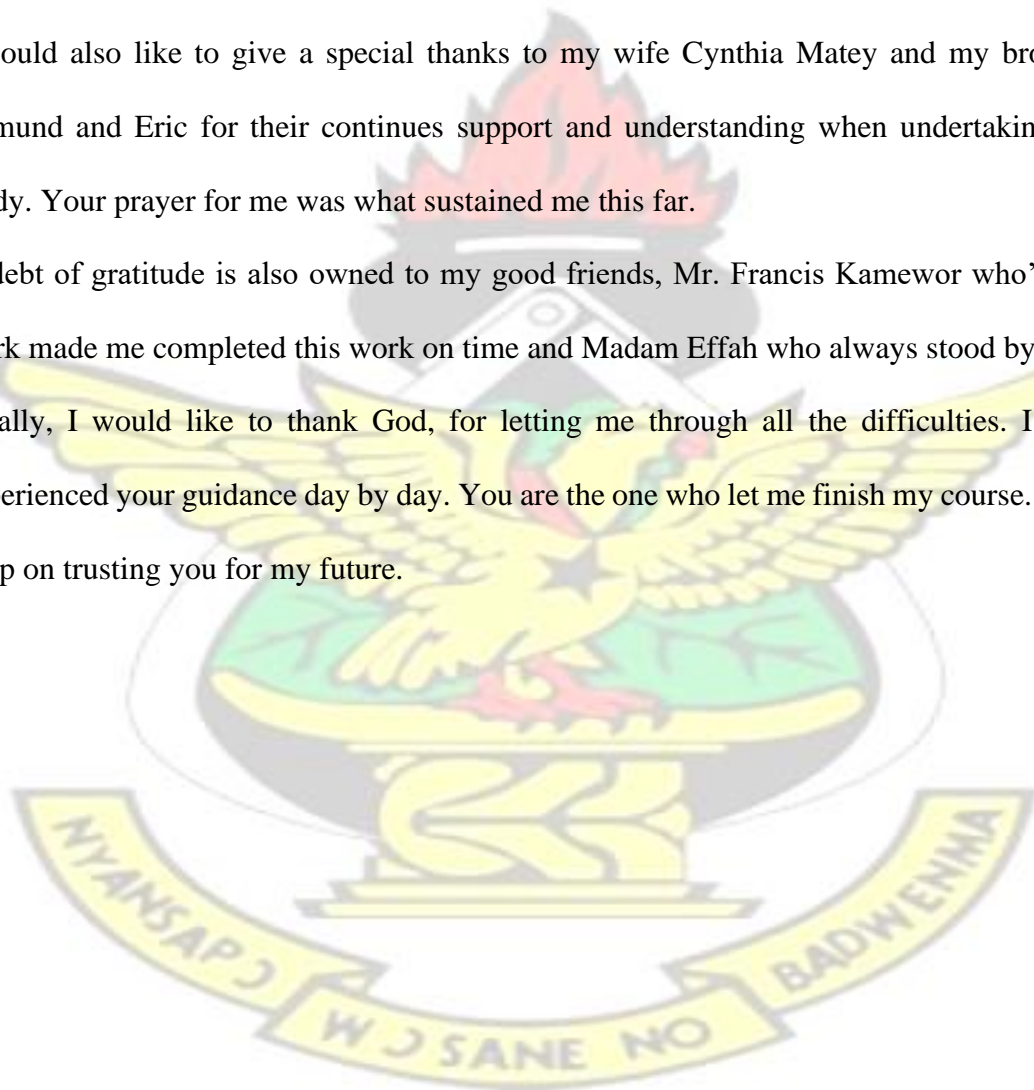 ould also like to give a special thanks to my wife Cynthia Matey and my bro
mund and Eric for their continues support and understanding when undertakin
dy. Your prayer for me was what sustained me this far.
debt of gratitude is also owned to my good friends, Mr. Francis Kamewor who’
rk made me completed this work on time and Madam Effah who always stood by
ally, I would like to thank God, for letting me through all the difficulties. I
perienced your guidance day by day. You are the one who let me finish my course.
p on trusting you for my future.
NYANSAPƆ
WƆSANE NO
BADWENMA